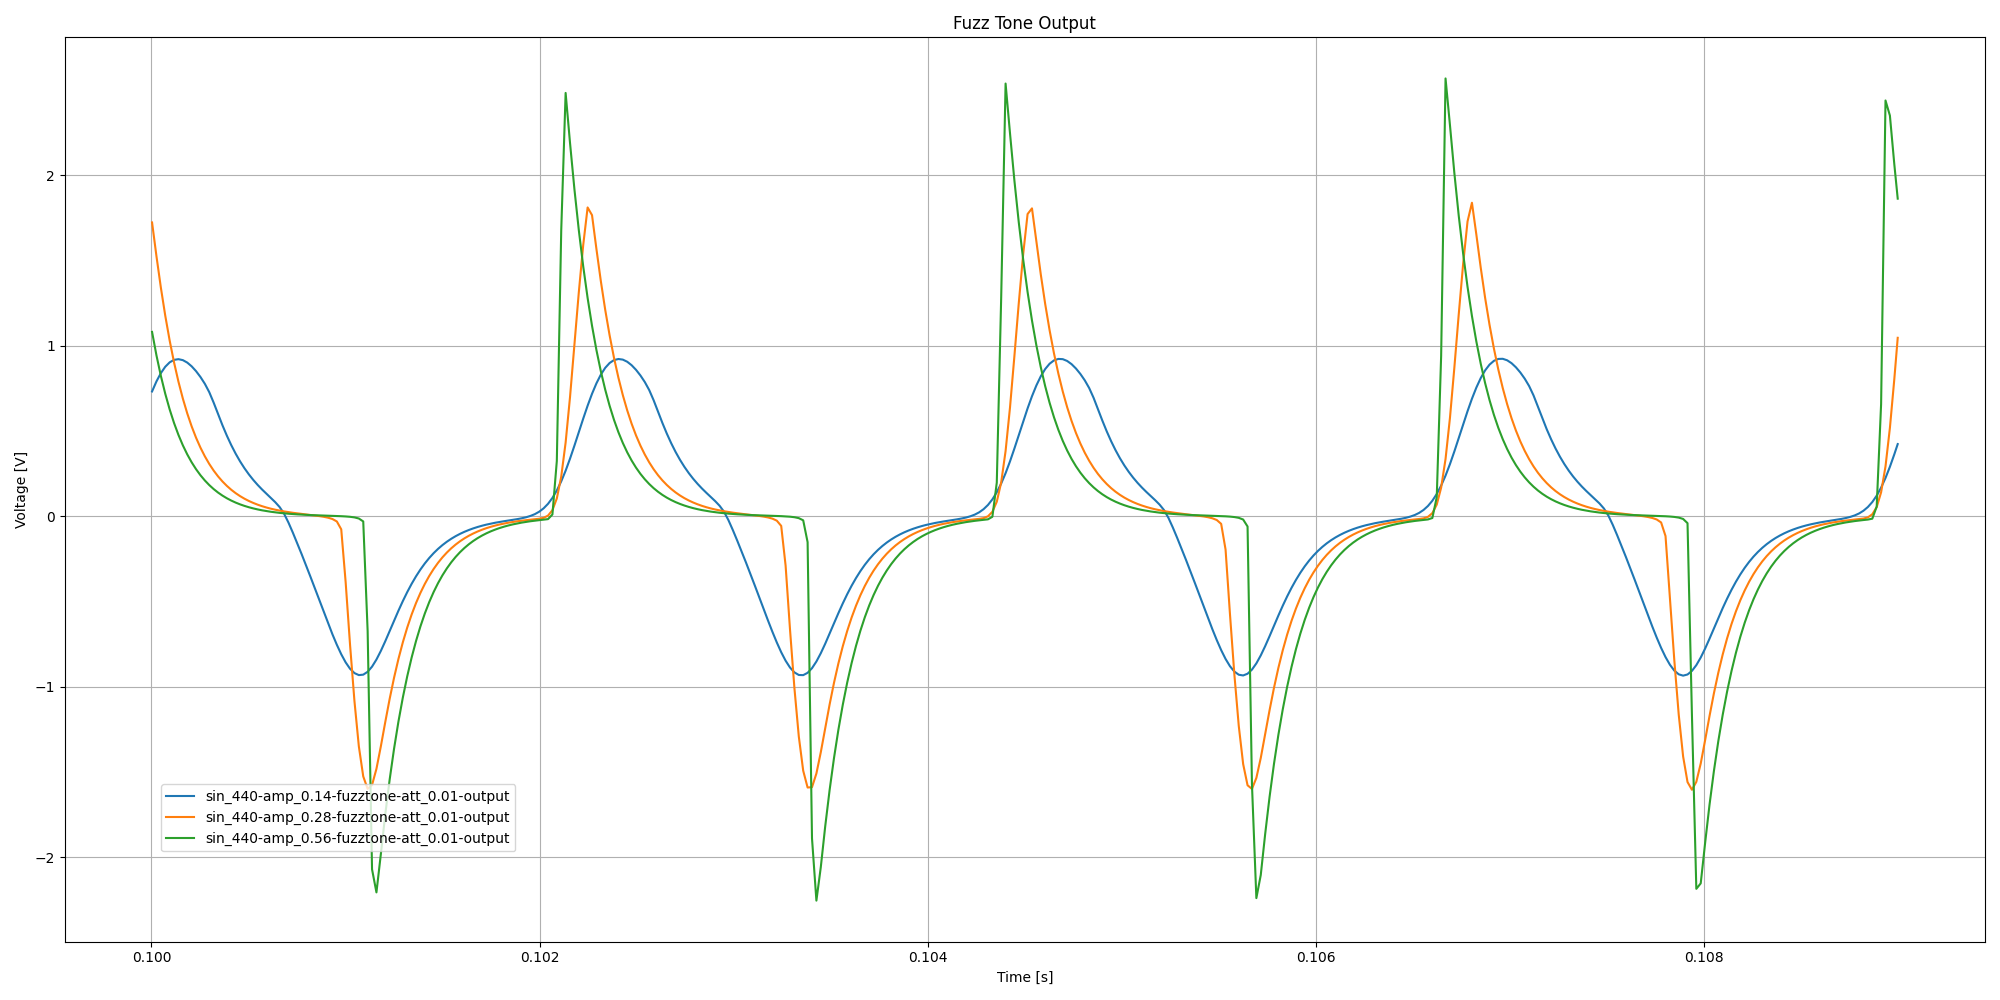 Fuzz Tone Output
Voltage [V]
2
1
0
−1
−2
sin_440-amp_0.14-fuzztone-att_0.01-output
sin_440-amp_0.28-fuzztone-att_0.01-output
sin_440-amp_0.56-fuzztone-att_0.01-output
0.100 0.102 0.104 0.106 0.108
Time [s]